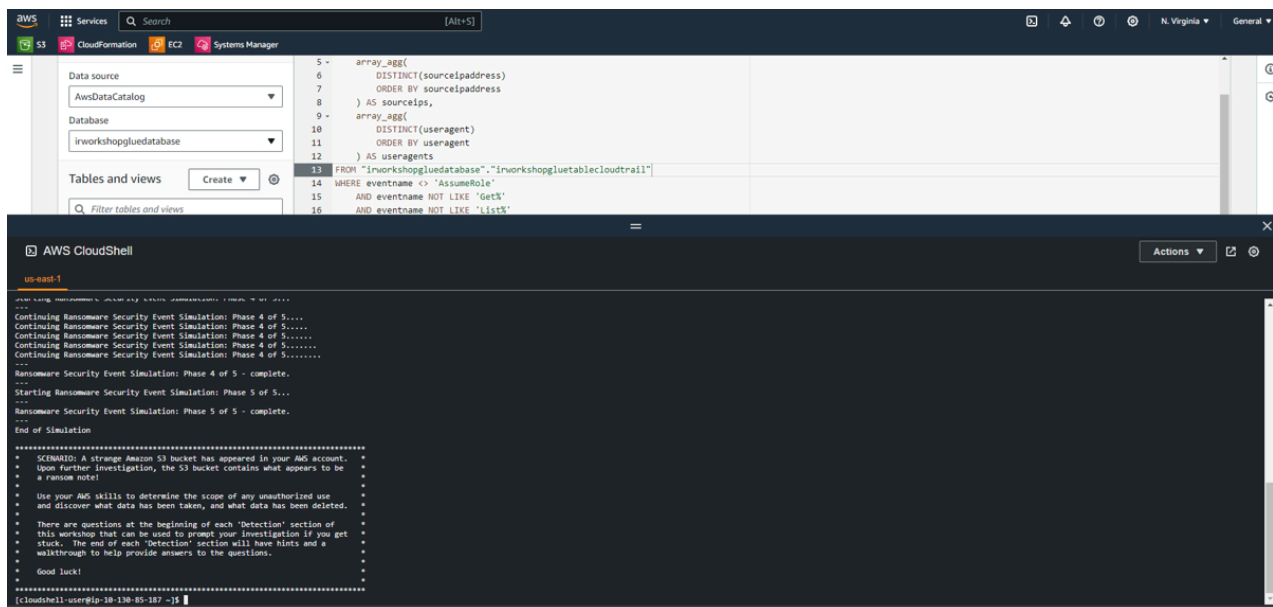 aws Services Search [Alt+S] N. Virginia General
S3 CloudFormation EC2 Systems Manager
Data source
AwsDataCatalog
Database
irworkshopgluedatabase
Tables and views Create
Filter tables and views
5 array_agg(
6 DISTINCT(sourceipaddress)
7 ORDER BY sourceipaddress
8 ) AS sourceips,
9 array_agg(
10 DISTINCT(useragent)
11 ORDER BY useragent
12 ) AS useragents
13 FROM "irworkshopgluedatabase"."irworkshopgluetablecloudtrail"
14 WHERE eventname <> 'AssumeRole'
15 AND eventname NOT LIKE 'Get%'
16 AND eventname NOT LIKE 'List%'
AWS CloudShell Actions
us-east-1
Starting Ransomware Security Event Simulation: Phase 4 of 5...
---
Continuing Ransomware Security Event Simulation: Phase 4 of 5....
Continuing Ransomware Security Event Simulation: Phase 4 of 5.....
Continuing Ransomware Security Event Simulation: Phase 4 of 5......
Continuing Ransomware Security Event Simulation: Phase 4 of 5.......
Continuing Ransomware Security Event Simulation: Phase 4 of 5........
---
Ransomware Security Event Simulation: Phase 4 of 5 - complete.
---
Starting Ransomware Security Event Simulation: Phase 5 of 5...
---
Ransomware Security Event Simulation: Phase 5 of 5 - complete.
---
End of Simulation
******************************************************************************
* SCENARIO: A strange Amazon S3 bucket has appeared in your AWS account. *
* Upon further investigation, the S3 bucket contains what appears to be *
* a ransom note! *
* *
* Use your AWS skills to determine the scope of any unauthorized use *
* and discover what data has been taken, and what data has been deleted. *
* *
* There are questions at the beginning of each 'Detection' section of *
* this workshop that can be used to prompt your investigation if you get *
* stuck. The end of each 'Detection' section will have hints and a *
* walkthrough to help provide answers to the questions. *
* *
* Good luck! *
* *
******************************************************************************
[cloudshell-user@ip-10-130-85-187 ~]$